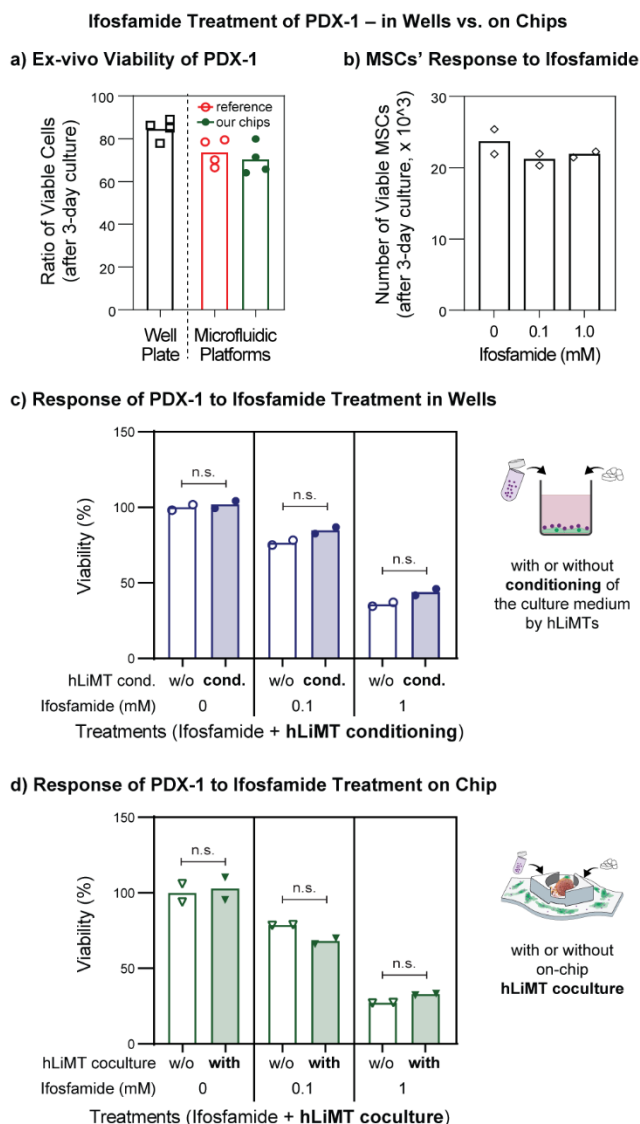 Ifosfamide Treatment of PDX-1 – in Wells vs. on Chips
a) Ex-vivo Viability of PDX-1
Ratio of Viable Cells
(after 3-day culture)
100
80
60
40
20
0
reference
our chips
Well
Plate
Microfluidic
Platforms
b) MSCs' Response to Ifosfamide
Number of Viable MSCs
(after 3-day culture, x 10^3)
30
20
10
0
0 0.1 1.0
Ifosfamide (mM)
c) Response of PDX-1 to Ifosfamide Treatment in Wells
Viability (%)
150
100
50
0
n.s.
n.s.
n.s.
hLiMT cond. w/o cond. w/o cond. w/o cond.
Ifosfamide (mM) 0 0.1 1
Treatments (Ifosfamide + hLiMT conditioning)
with or without
conditioning of
the culture medium
by hLiMTs
d) Response of PDX-1 to Ifosfamide Treatment on Chip
Viability (%)
150
100
50
0
n.s.
n.s.
n.s.
hLiMT coculture w/o with w/o with w/o with
Ifosfamide (mM) 0 0.1 1
Treatments (Ifosfamide + hLiMT coculture)
with or without
on-chip
hLiMT coculture